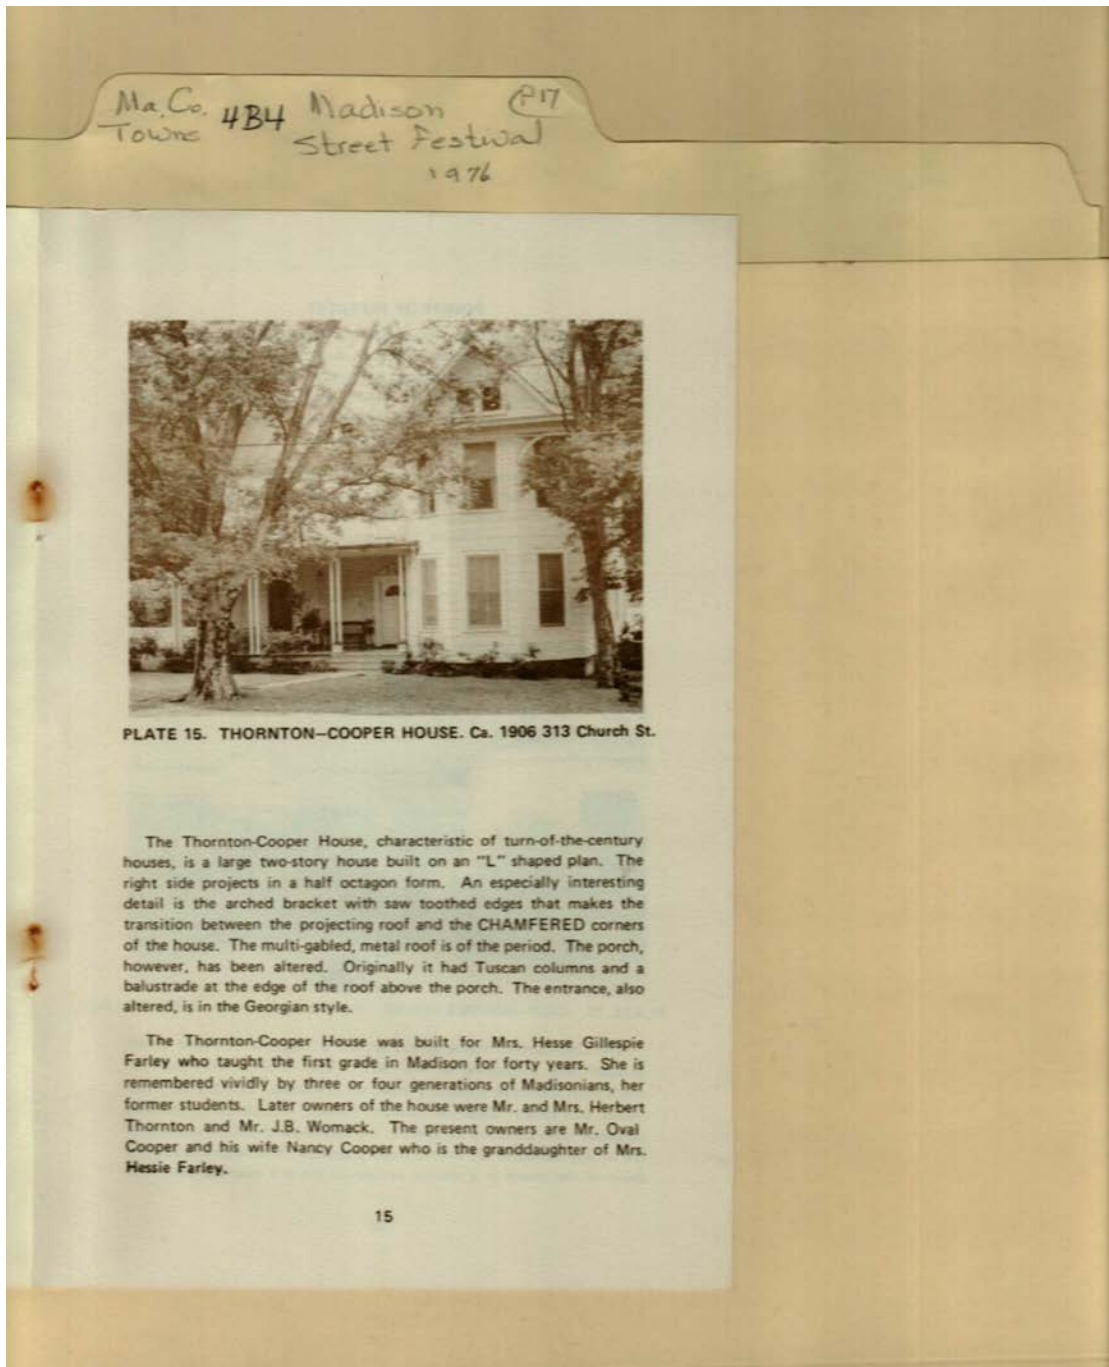 Ma. Co. 4B4 Madison P17
Towns Street Festival
1976
PLATE 15. THORNTON–COOPER HOUSE. Ca. 1906 313 Church St.
The Thornton-Cooper House, characteristic of turn-of-the-century
houses, is a large two-story house built on an "L" shaped plan. The
right side projects in a half octagon form. An especially interesting
detail is the arched bracket with saw toothed edges that makes the
transition between the projecting roof and the CHAMFERED corners
of the house. The multi-gabled, metal roof is of the period. The porch,
however, has been altered. Originally it had Tuscan columns and a
balustrade at the edge of the roof above the porch. The entrance, also
altered, is in the Georgian style.
The Thornton-Cooper House was built for Mrs. Hesse Gillespie
Farley who taught the first grade in Madison for forty years. She is
remembered vividly by three or four generations of Madisonians, her
former students. Later owners of the house were Mr. and Mrs. Herbert
Thornton and Mr. J.B. Womack. The present owners are Mr. Oval
Cooper and his wife Nancy Cooper who is the granddaughter of Mrs.
Hessie Farley.
15